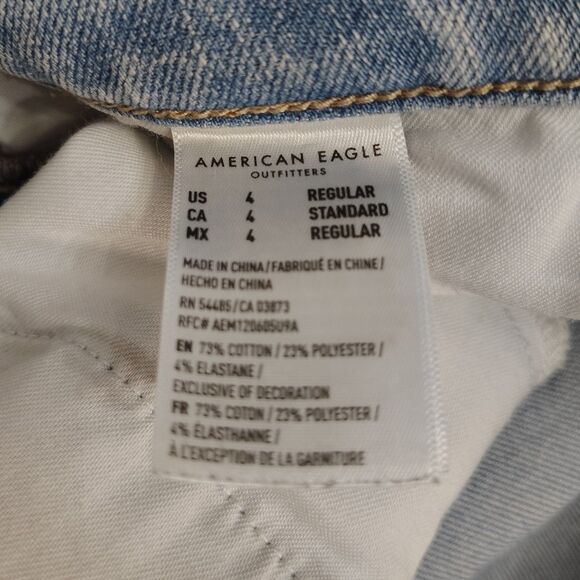 AMERICAN EAGLE
OUTFITTERS
US 4 REGULAR
CA 4 STANDARD
MX 4 REGULAR
MADE IN CHINA/FABRIQUÉ EN CHINE/
HECHO EN CHINA
RN 54485/CA 03873
RFC# AEM120605U9A
EN 73% COTTON/23% POLYESTER/
4% ELASTANE/
EXCLUSIVE OF DECORATION
FR 73% COTON/23% POLYESTER/
4% ÉLASTHANNE/
À L'EXCEPTION DE LA GARNITURE